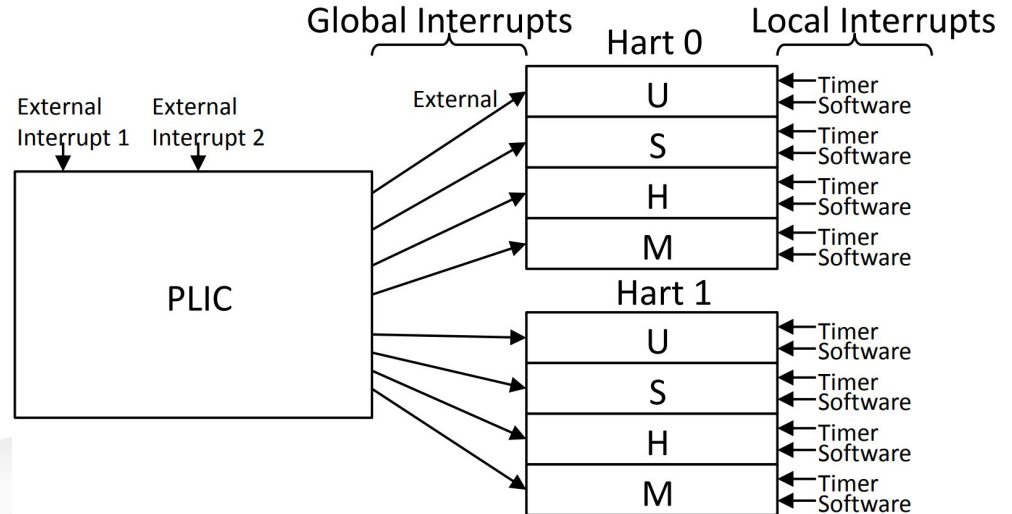 Global Interrupts
Hart 0
Local Interrupts
External
Interrupt 1
External
Interrupt 2
External
PLIC
U
Timer
Software
S
Timer
Software
H
Timer
Software
M
Timer
Software
Hart 1
U
Timer
Software
S
Timer
Software
H
Timer
Software
M
Timer
Software